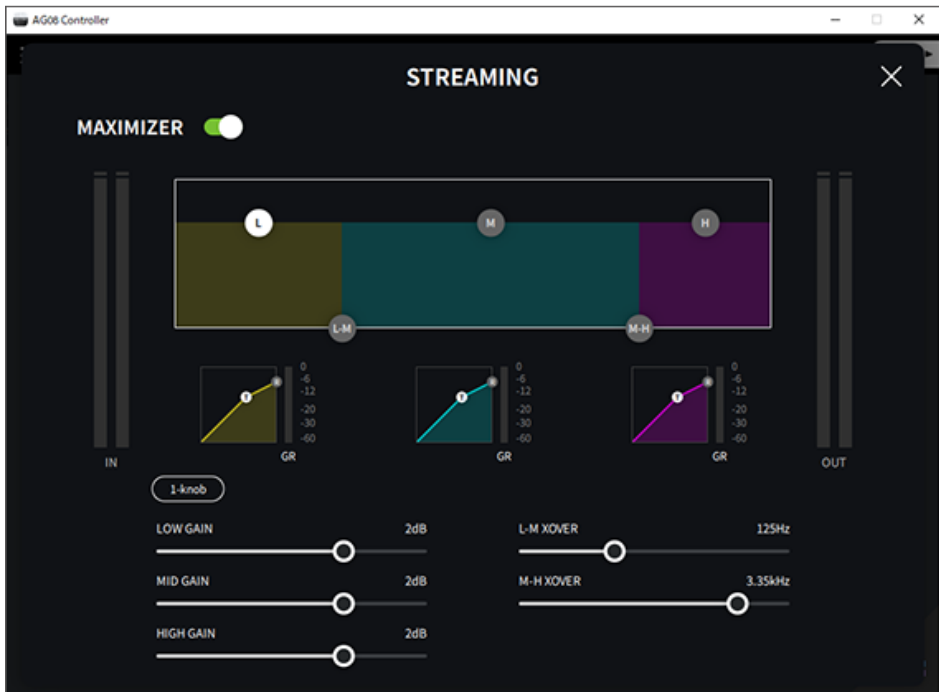 AG08 Controller
STREAMING
MAXIMIZER
L
M
H
L-M
M-H
T
R
0
-6
-12
-20
-30
-60
GR
T
R
0
-6
-12
-20
-30
-60
GR
T
R
0
-6
-12
-20
-30
-60
GR
IN
OUT
1-knob
LOW GAIN 2dB
L-M XOVER 125Hz
MID GAIN 2dB
M-H XOVER 3.35kHz
HIGH GAIN 2dB